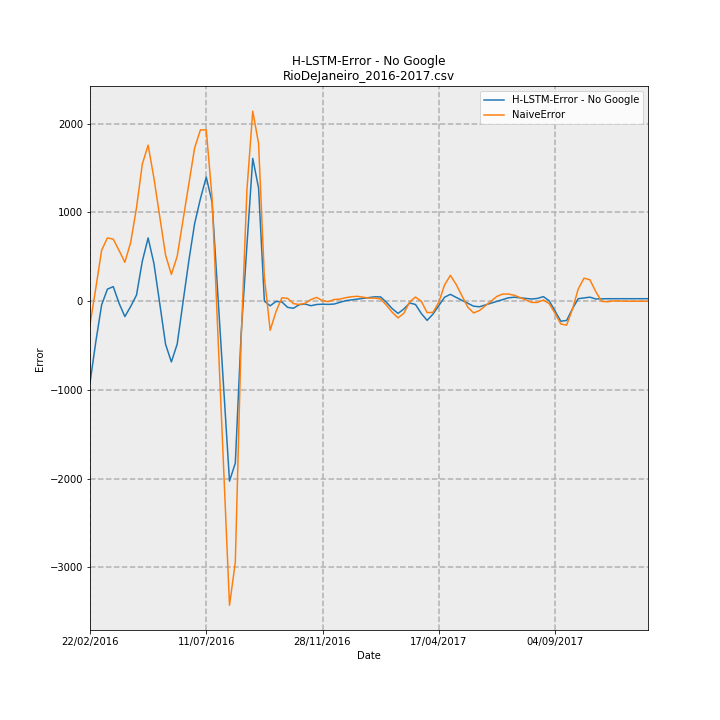 H-LSTM-Error - No Google
RioDeJaneiro_2016-2017.csv
H-LSTM-Error - No Google
NaiveError
2000
1000
0
−1000
−2000
−3000
Error
22/02/2016
11/07/2016
28/11/2016
17/04/2017
04/09/2017
Date